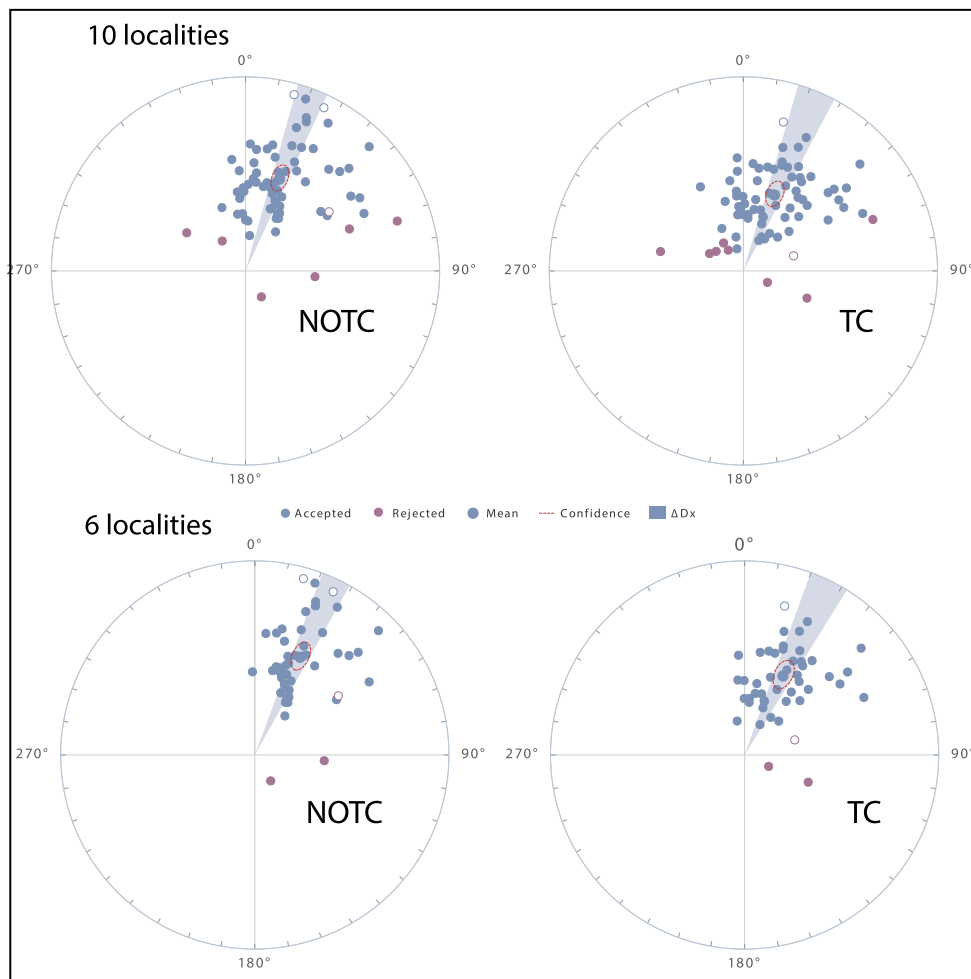 10 localities
0°
0°
270°
90°
270°
90°
NOTC
TC
180°
180°
Accepted Rejected Mean Confidence ΔDx
6 localities
0°
0°
270°
90°
270°
90°
NOTC
TC
180°
180°